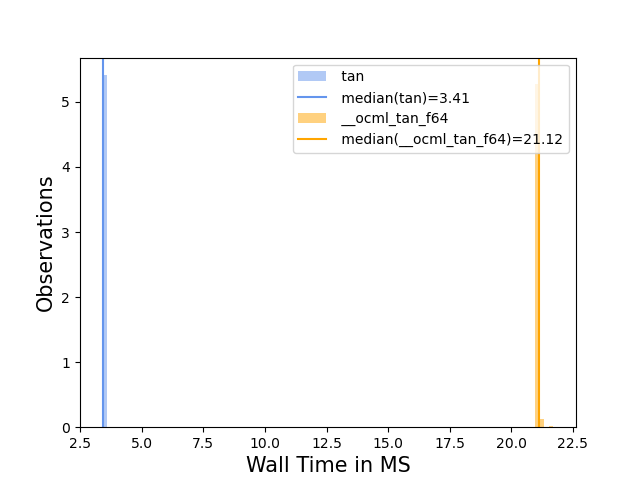 tan
median(tan)=3.41
__ocml_tan_f64
median(__ocml_tan_f64)=21.12
5
4
3
2
1
0
Observations
2.5 5.0 7.5 10.0 12.5 15.0 17.5 20.0 22.5
Wall Time in MS